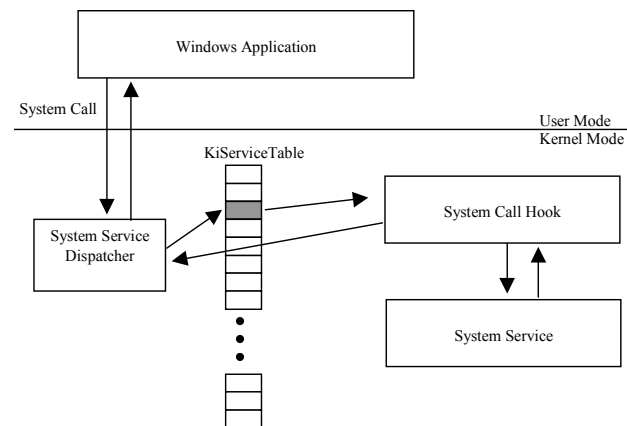 Windows Application
System Call
User Mode
Kernel Mode
KiServiceTable
System Call Hook
System Service
Dispatcher
System Service